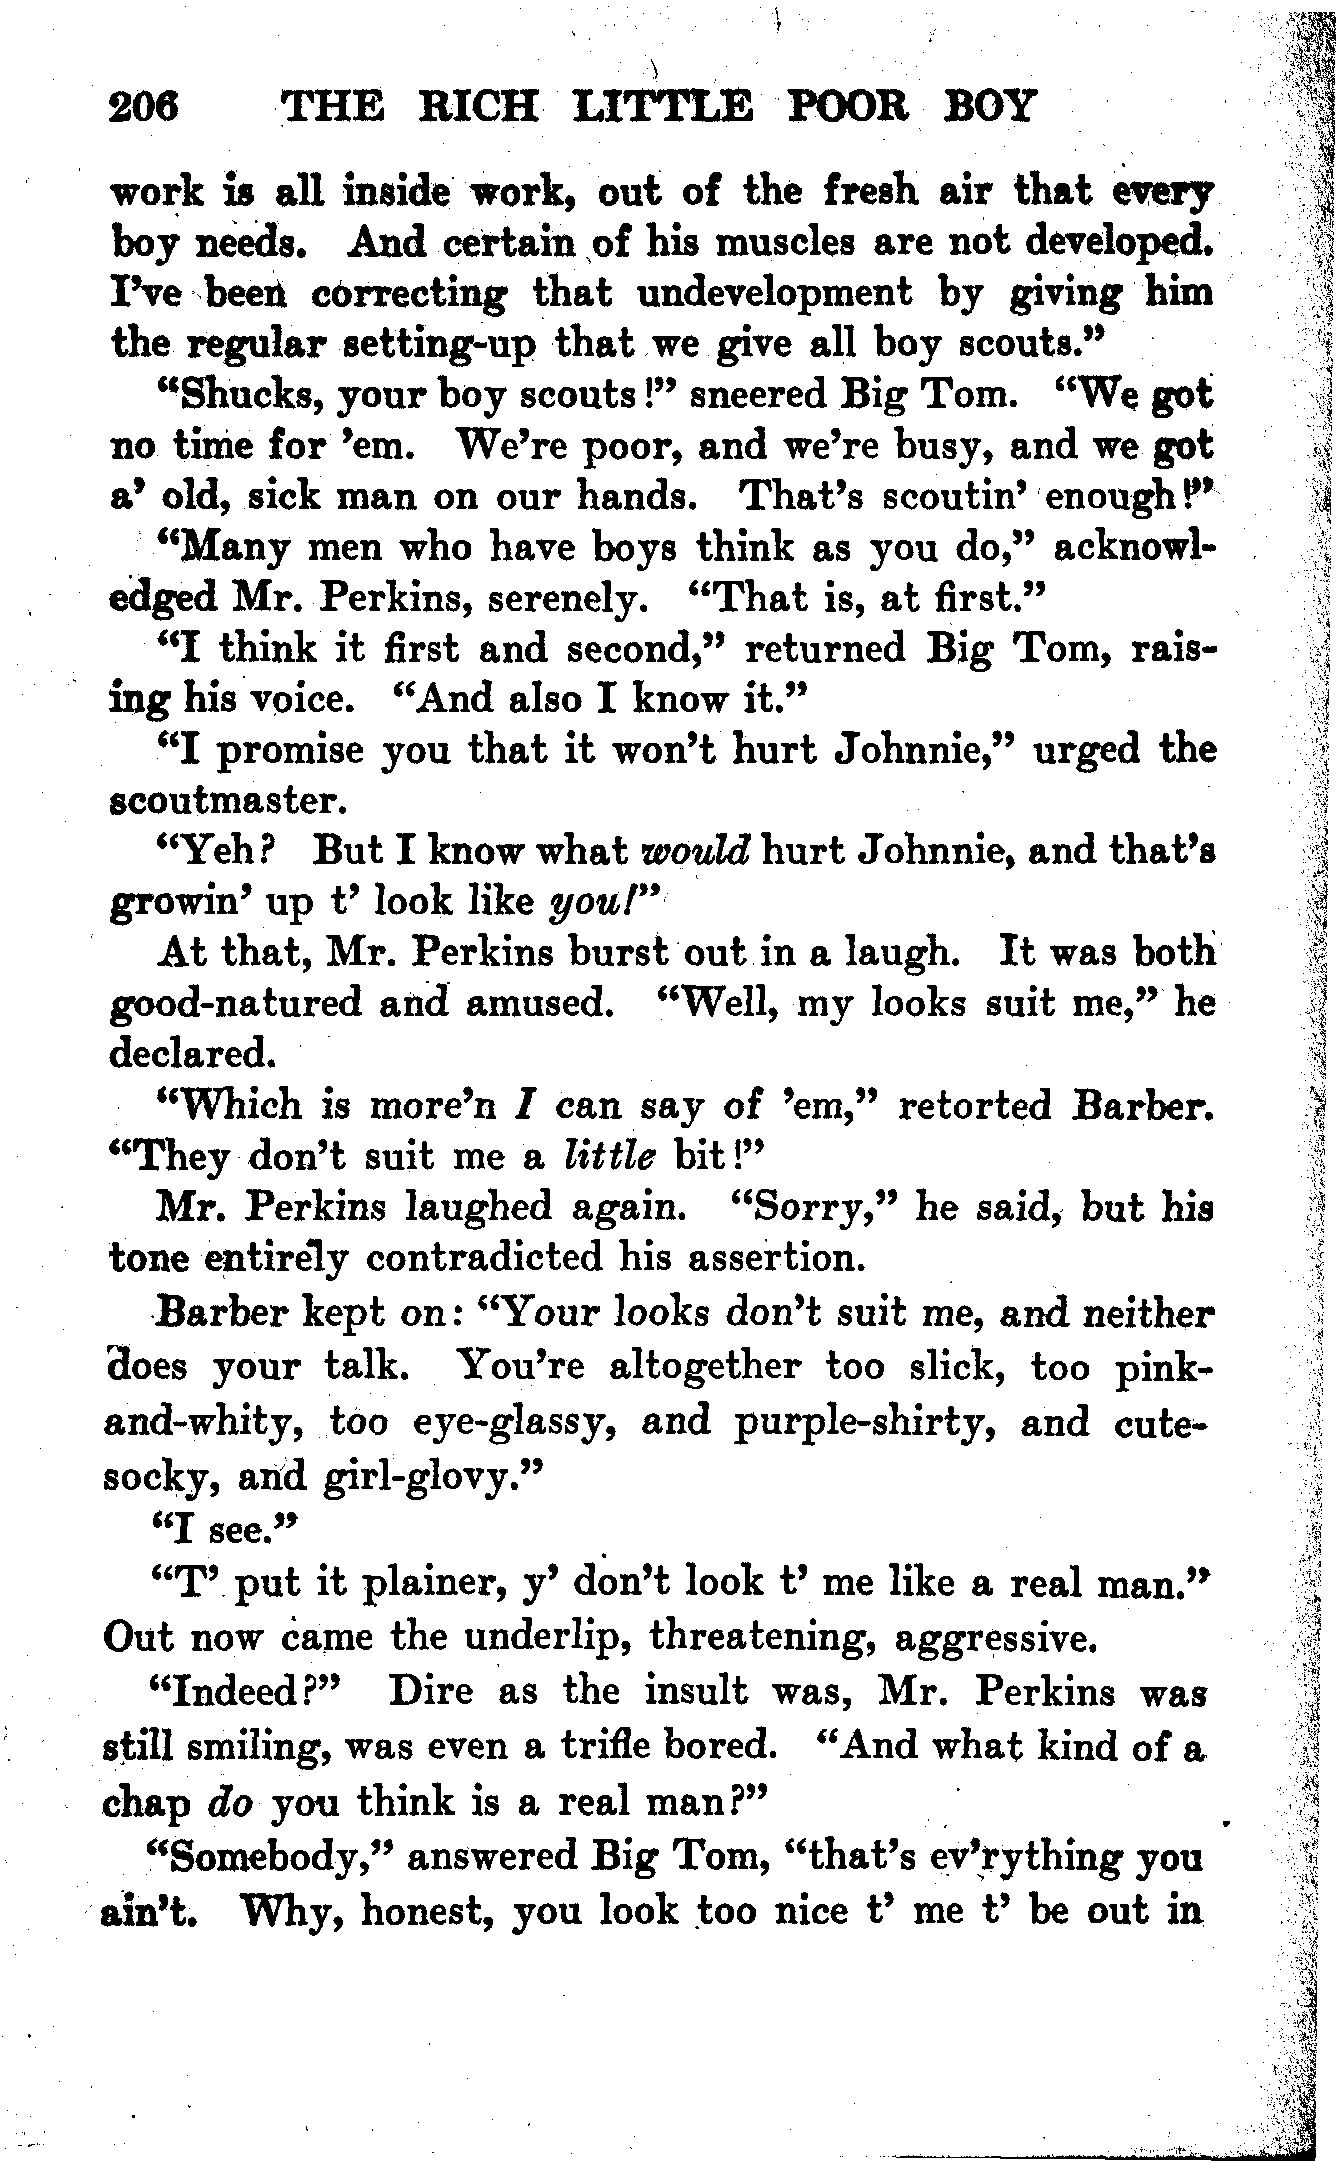 206 THE RICH LITTLE POOR BOY
work is all inside work, out of the fresh air that every
boy needs. And certain of his muscles are not developed.
I've been correcting that undevelopment by giving him
the regular setting-up that we give all boy scouts."
"Shucks, your boy scouts!" sneered Big Tom. "We got
no time for 'em. We're poor, and we're busy, and we got
a' old, sick man on our hands. That's scoutin' enough!"
"Many men who have boys think as you do," acknowl-
edged Mr. Perkins, serenely. "That is, at first."
"I think it first and second," returned Big Tom, rais-
ing his voice. "And also I know it."
"I promise you that it won't hurt Johnnie," urged the
scoutmaster.
"Yeh? But I know what would hurt Johnnie, and that's
growin' up t' look like you!"
At that, Mr. Perkins burst out in a laugh. It was both
good-natured and amused. "Well, my looks suit me," he
declared.
"Which is more'n I can say of 'em," retorted Barber.
"They don't suit me a little bit!"
Mr. Perkins laughed again. "Sorry," he said, but his
tone entirely contradicted his assertion.
Barber kept on: "Your looks don't suit me, and neither
does your talk. You're altogether too slick, too pink-
and-whity, too eye-glassy, and purple-shirty, and cute-
socky, and girl-glovy."
"I see."
"T' put it plainer, y' don't look t' me like a real man."
Out now came the underlip, threatening, aggressive.
"Indeed?" Dire as the insult was, Mr. Perkins was
still smiling, was even a trifle bored. "And what kind of a
chap do you think is a real man?"
"Somebody," answered Big Tom, "that's ev'rything you
ain't. Why, honest, you look too nice t' me t' be out in